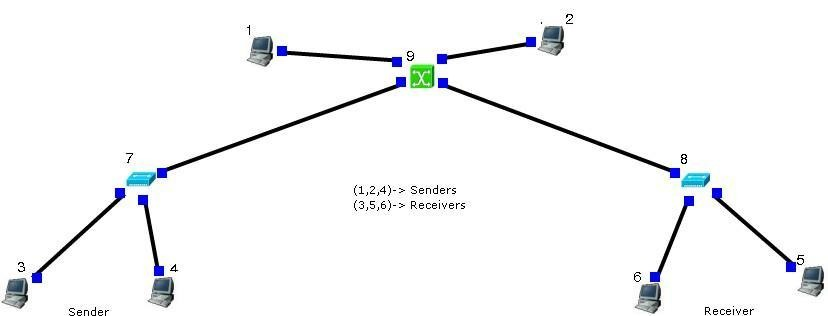 1
2
9
7
8
(1,2,4)-> Senders
(3,5,6)-> Receivers
3
4
6
5
Sender
Receiver